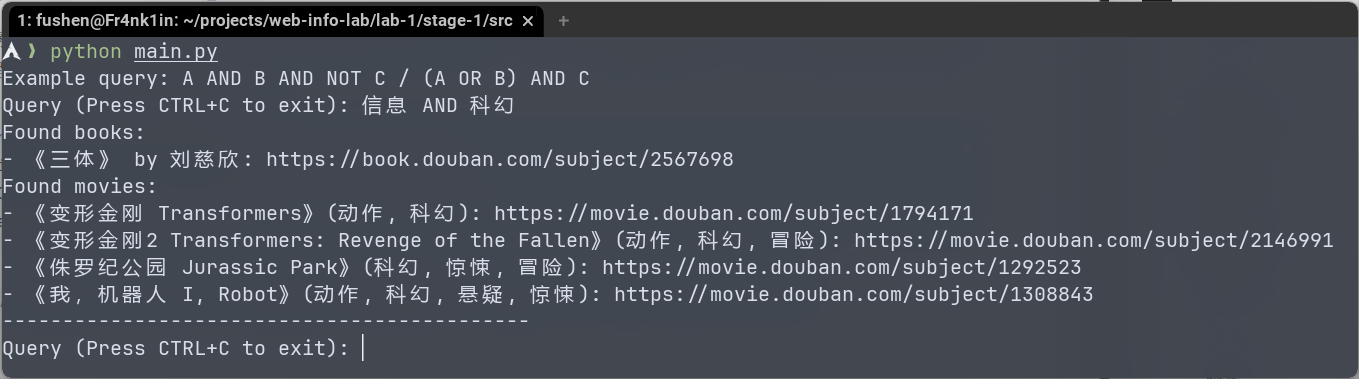 1: fushen@Fr4nk1in: ~/projects/web-info-lab/lab-1/stage-1/src × +
❯ python main.py
Example query: A AND B AND NOT C / (A OR B) AND C
Query (Press CTRL+C to exit): 信息 AND 科幻
Found books:
- 《三体》 by 刘慈欣: https://book.douban.com/subject/2567698
Found movies:
- 《变形金刚 Transformers》(动作, 科幻): https://movie.douban.com/subject/1794171
- 《变形金刚2 Transformers: Revenge of the Fallen》(动作, 科幻, 冒险): https://movie.douban.com/subject/2146991
- 《侏罗纪公园 Jurassic Park》(科幻, 惊悚, 冒险): https://movie.douban.com/subject/1292523
- 《我, 机器人 I, Robot》(动作, 科幻, 悬疑, 惊悚): https://movie.douban.com/subject/1308843
--------------------------------------------
Query (Press CTRL+C to exit):